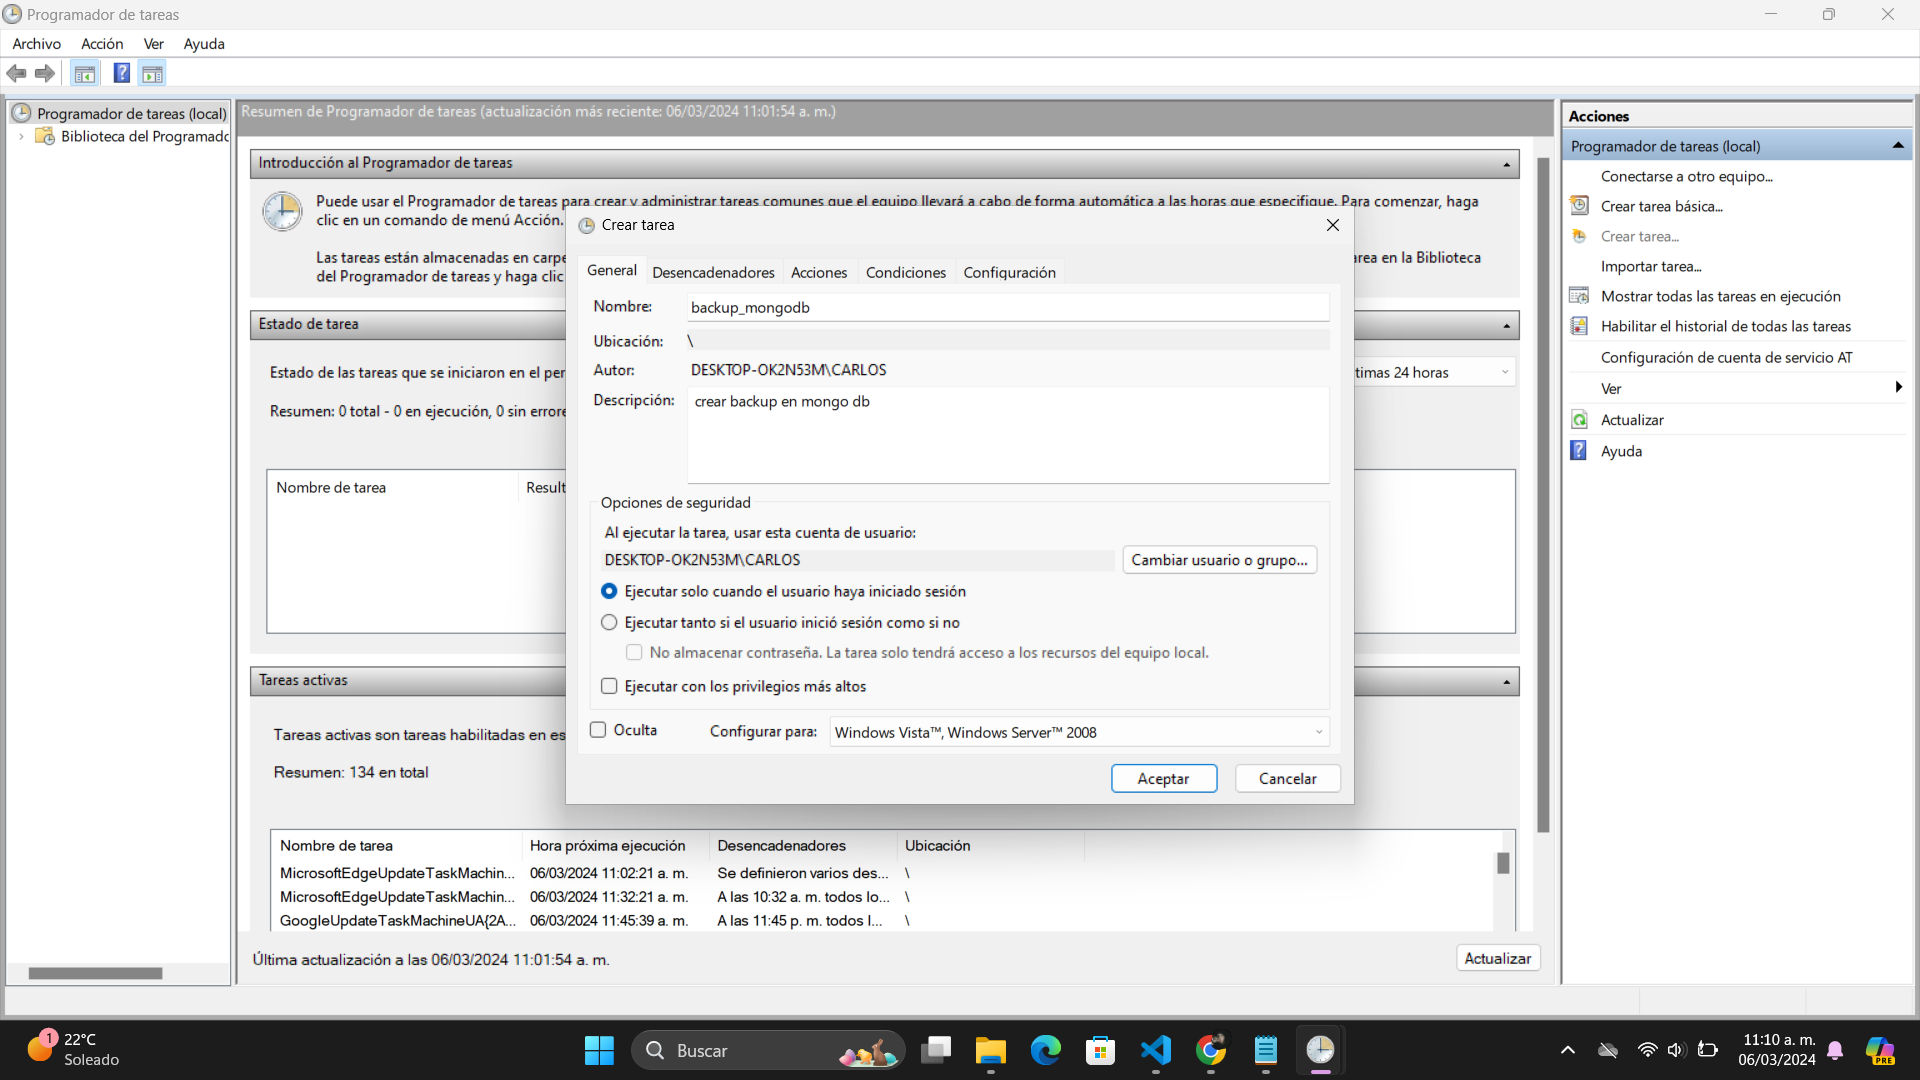 Programador de tareas
Archivo Acción Ver Ayuda
Programador de tareas (local)
Biblioteca del Programado
Resumen de Programador de tareas (actualización más reciente: 06/03/2024 11:01:54 a. m.)
Introducción al Programador de tareas
Puede usar el Programador de tareas para crear y administrar tareas comunes que el equipo llevará a cabo de forma automática a las horas que especifique. Para comenzar, haga
clic en un comando de menú Acción.
Las tareas están almacenadas en carpe
area en la Biblioteca
del Programador de tareas y haga clic
Estado de tarea
Estado de las tareas que se iniciaron en el per
timas 24 horas
Resumen: 0 total - 0 en ejecución, 0 sin errore
Nombre de tarea Result
Tareas activas
Tareas activas son tareas habilitadas en es
Resumen: 134 en total
Nombre de tarea Hora próxima ejecución Desencadenadores Ubicación
MicrosoftEdgeUpdateTaskMachin... 06/03/2024 11:02:21 a. m. Se definieron varios des... \
MicrosoftEdgeUpdateTaskMachin... 06/03/2024 11:32:21 a. m. A las 10:32 a. m. todos lo... \
GoogleUpdateTaskMachineUA{2A... 06/03/2024 11:45:39 a. m. A las 11:45 p. m. todos l... \
Última actualización a las 06/03/2024 11:01:54 a. m.
Actualizar
Crear tarea
General Desencadenadores Acciones Condiciones Configuración
Nombre: backup_mongodb
Ubicación: \
Autor: DESKTOP-OK2N53M\CARLOS
Descripción: crear backup en mongo db
Opciones de seguridad
Al ejecutar la tarea, usar esta cuenta de usuario:
DESKTOP-OK2N53M\CARLOS Cambiar usuario o grupo...
Ejecutar solo cuando el usuario haya iniciado sesión
Ejecutar tanto si el usuario inició sesión como si no
No almacenar contraseña. La tarea solo tendrá acceso a los recursos del equipo local.
Ejecutar con los privilegios más altos
Oculta Configurar para: Windows Vista™, Windows Server™ 2008
Aceptar Cancelar
Acciones
Programador de tareas (local)
Conectarse a otro equipo...
Crear tarea básica...
Crear tarea...
Importar tarea...
Mostrar todas las tareas en ejecución
Habilitar el historial de todas las tareas
Configuración de cuenta de servicio AT
Ver
Actualizar
Ayuda
1
22°C
Soleado
Buscar
11:10 a. m.
06/03/2024
PRE